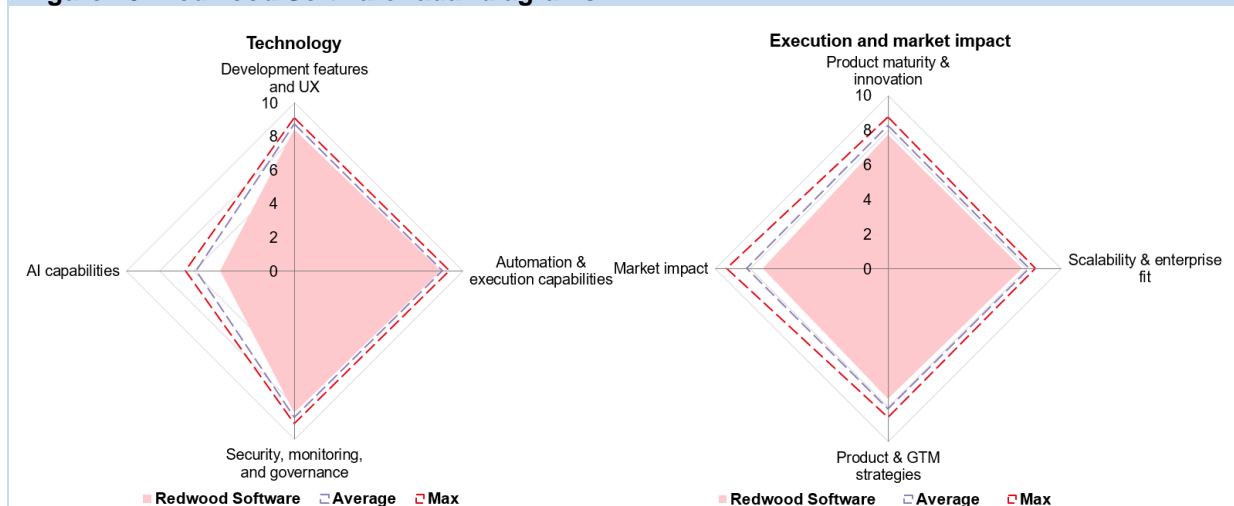 Technology
Development features
and UX
10
8
6
4
2
0
AI capabilities
Automation &
execution capabilities
Security, monitoring,
and governance
Redwood Software
Average
Max
Execution and market impact
Product maturity &
innovation
10
8
6
4
2
0
Market impact
Scalability & enterprise
fit
Product & GTM
strategies
Redwood Software
Average
Max